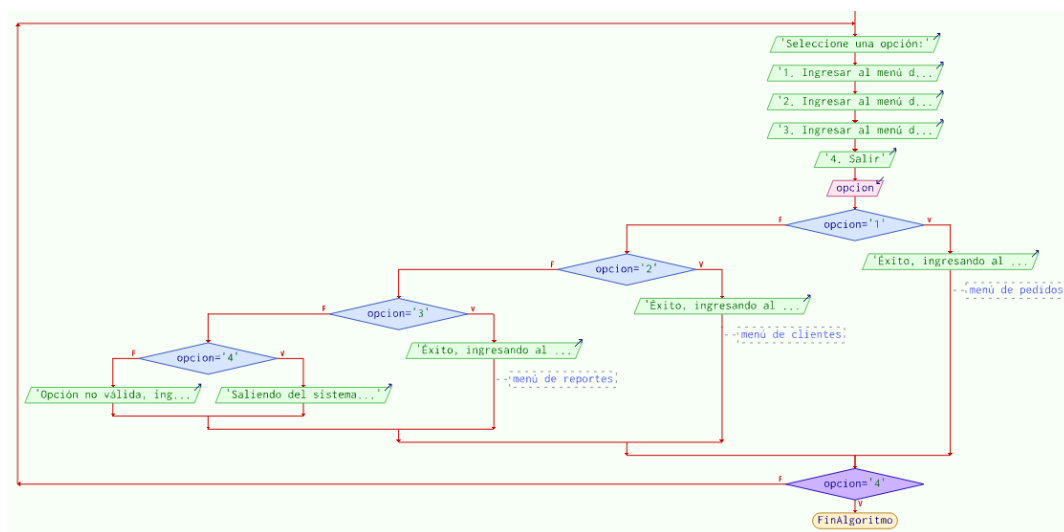 'Seleccione una opción:'
'1. Ingresar al menú d...
'2. Ingresar al menú d...
'3. Ingresar al menú d...
'4. Salir'
opcion
F opcion='1' V
'Éxito, ingresando al ...
menú de pedidos
F opcion='2' V
'Éxito, ingresando al ...
menú de clientes
F opcion='3' V
'Éxito, ingresando al ...
menú de reportes
F opcion='4' V
'Opción no válida, ing...
'Saliendo del sistema...'
F opcion='4'
V
FinAlgoritmo